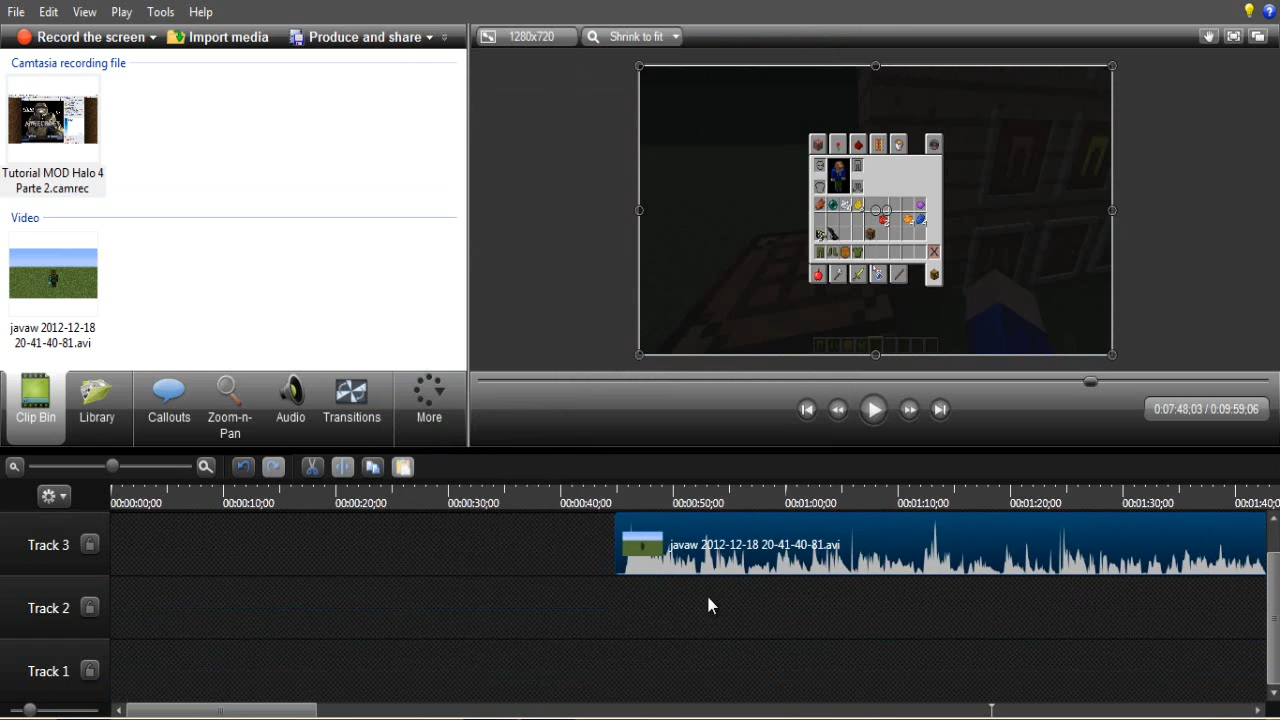 File Edit View Play Tools Help
Record the screen Import media Produce and share
1280x720 Shrink to fit
Camtasia recording file
Tutorial MOD Halo 4
Parte 2.camrec
Video
javaw 2012-12-18
20-41-40-81.avi
Clip Bin Library Callouts Zoom-n-
Pan Audio Transitions More
0:07:48,03 / 0:09:59,06
00:00:00;00 00:00:10;00 00:00:20;00 00:00:30;00 00:00:40;00 00:00:50;00 00:01:00;00 00:01:10;00 00:01:20;00 00:01:30;00 00:01:40;0
Track 3 javaw 2012-12-18 20-41-40-81.avi
Track 2
Track 1